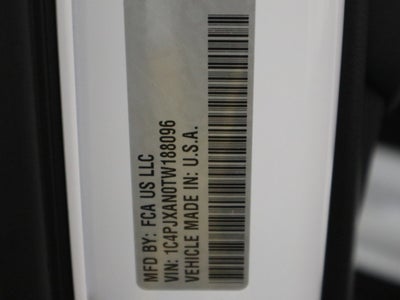 MFD BY: FCA US LLC
VIN: 1C4PJXAN0TW188096
VEHICLE MADE IN: U.S.A.